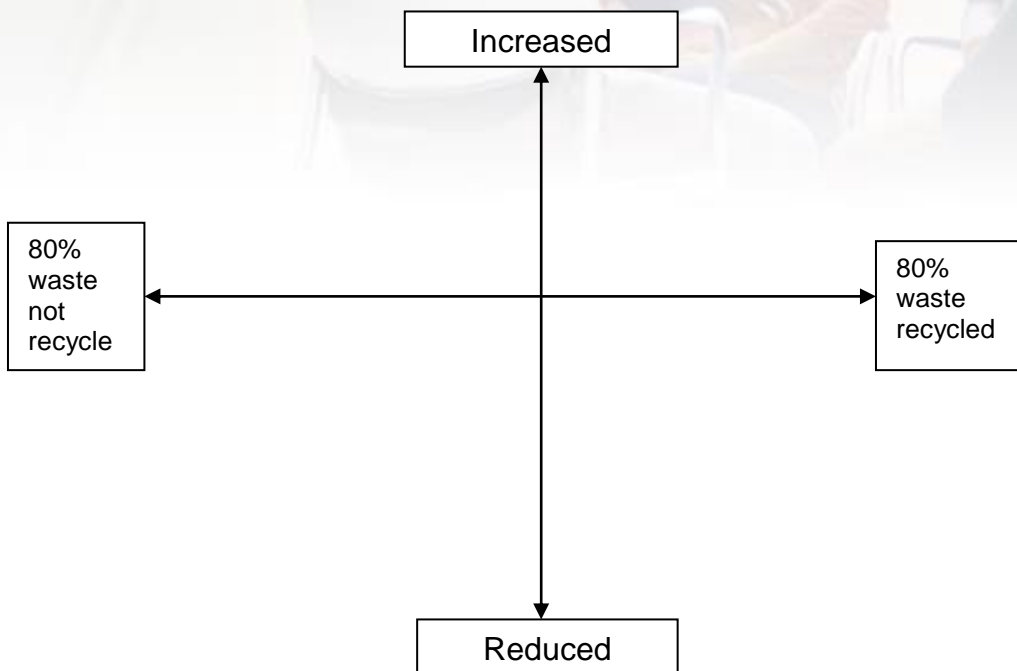 Increased
80%
waste
not
recycle
80%
waste
recycled
Reduced